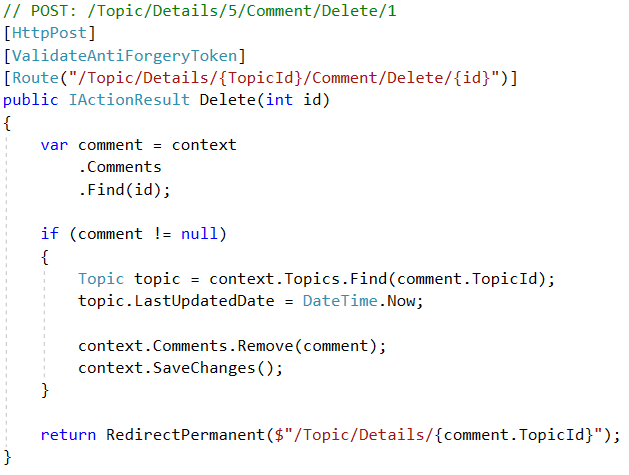 // POST: /Topic/Details/5/Comment/Delete/1
[HttpPost]
[ValidateAntiForgeryToken]
[Route("/Topic/Details/{TopicId}/Comment/Delete/{id}")]
public IActionResult Delete(int id)
{
    var comment = context
        .Comments
        .Find(id);

    if (comment != null)
    {
        Topic topic = context.Topics.Find(comment.TopicId);
        topic.LastUpdatedDate = DateTime.Now;

        context.Comments.Remove(comment);
        context.SaveChanges();
    }

    return RedirectPermanent($"/Topic/Details/{comment.TopicId}");
}